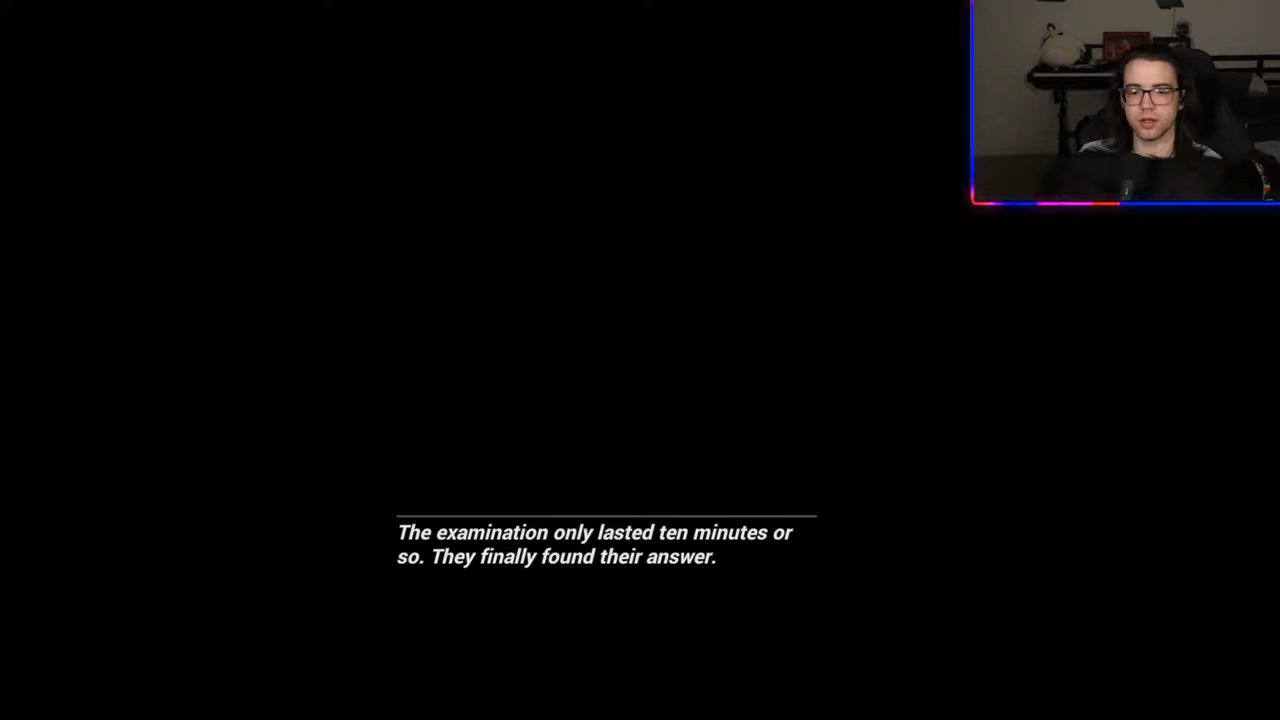 The examination only lasted ten minutes or
so. They finally found their answer.